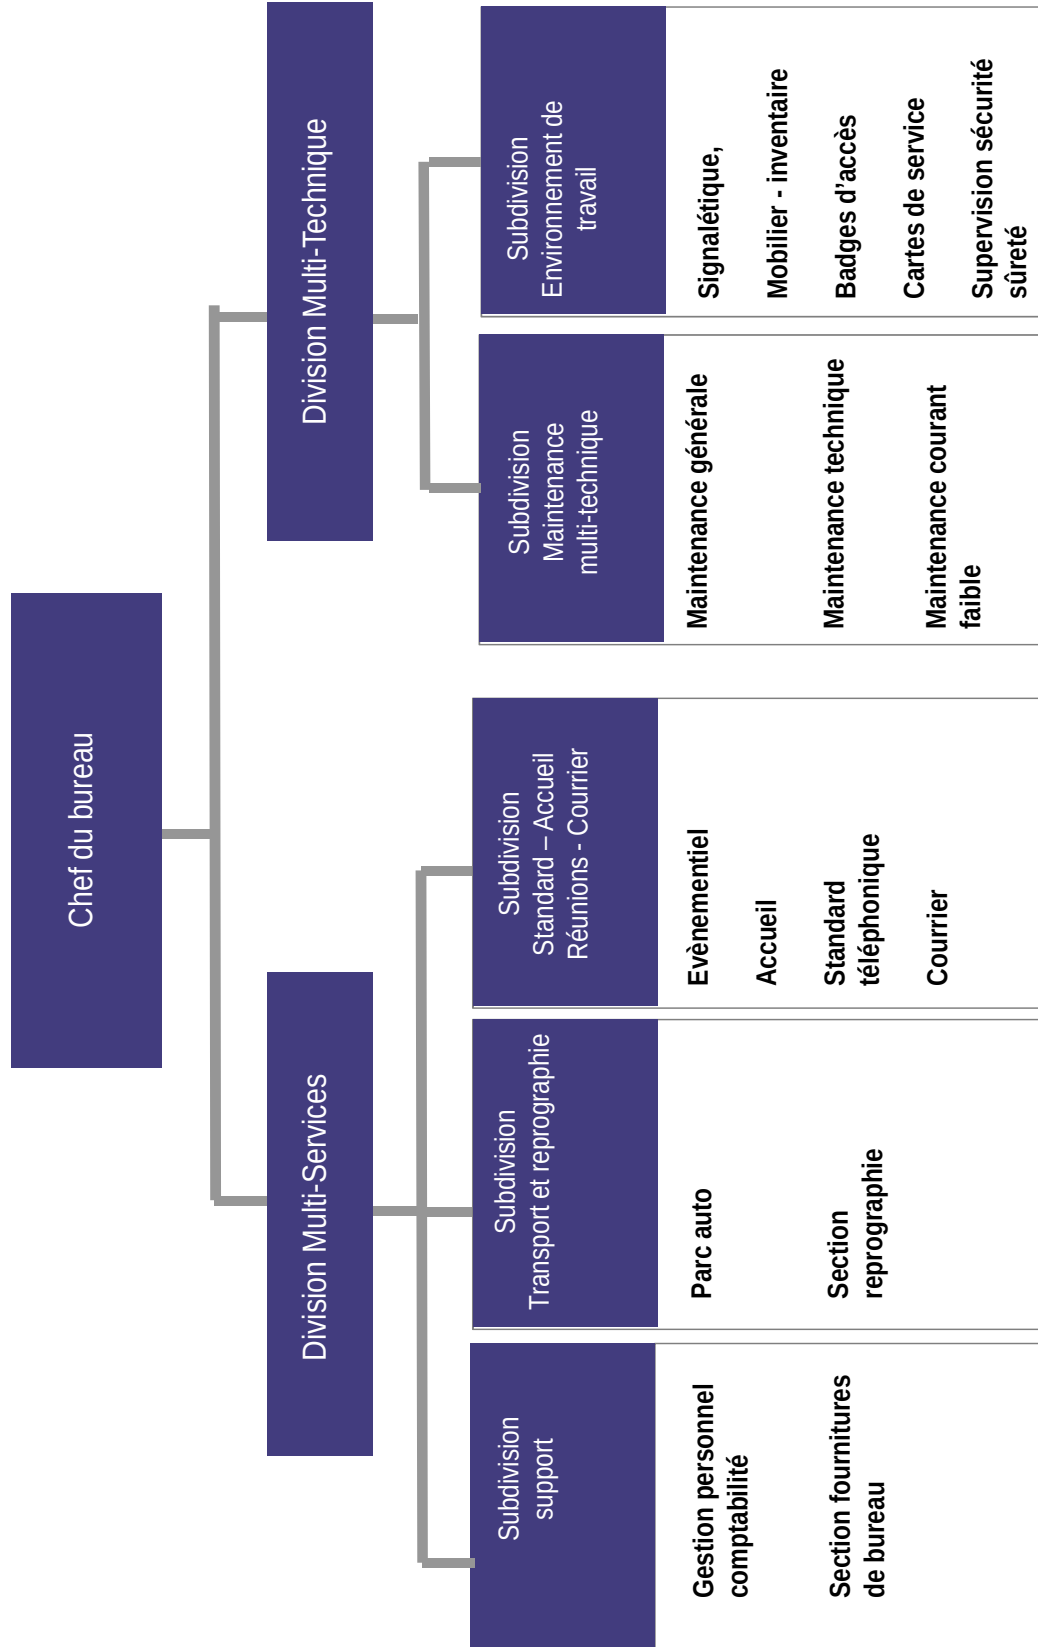 Chef du bureau
Division Multi-Services
Division Multi-Technique
Subdivision
support
Gestion personnel
comptabilité
Section fournitures
de bureau
Subdivision
Transport et reprographie
Parc auto
Section
reprographie
Subdivision
Standard – Accueil
Réunions - Courrier
Evènementiel
Accueil
Standard
téléphonique
Courrier
Subdivision
Maintenance
multi-technique
Maintenance générale
Maintenance technique
Maintenance courant
faible
Subdivision
Environnement de
travail
Signalétique,
Mobilier - inventaire
Badges d’accès
Cartes de service
Supervision sécurité
sûreté